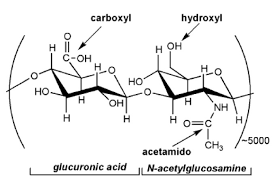 carboxyl hydroxyl
O
C-OH
OH
H
H
H
O
HO
H
O
HO
H
H
OH
H
O
H
O
H
NH
H
O=C
CH3
acetamido
~5000
glucuronic acid N-acetylglucosamine